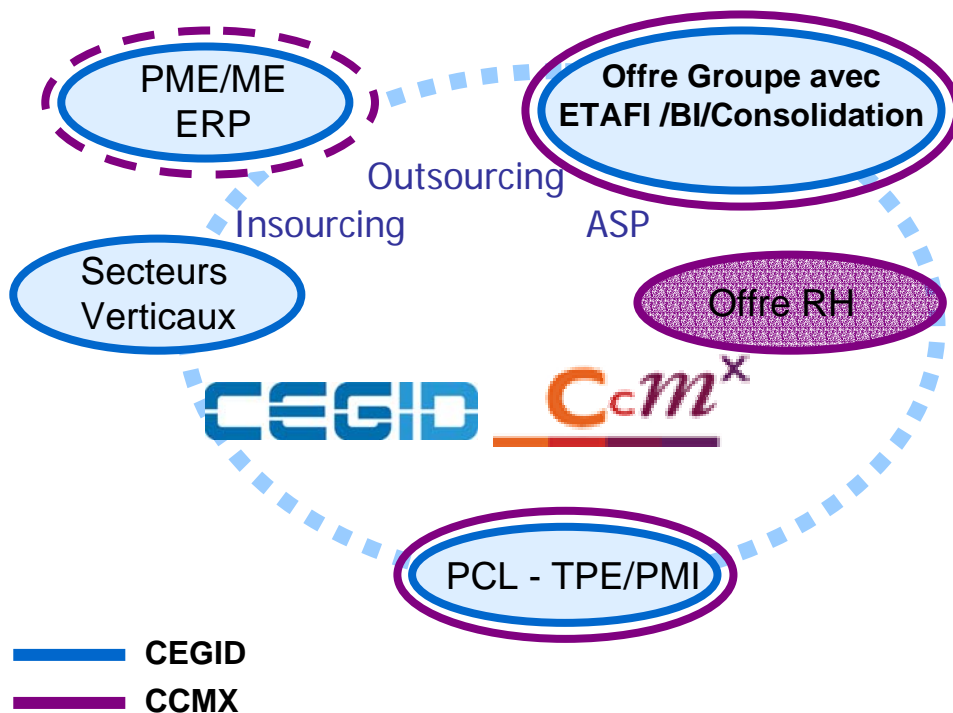 PME/ME
ERP
Offre Groupe avec
ETAFI /BI/Consolidation
Outsourcing
Insourcing
ASP
Secteurs
Verticaux
Offre RH
CEGID
Ccmx
PCL - TPE/PMI
CEGID
CCMX